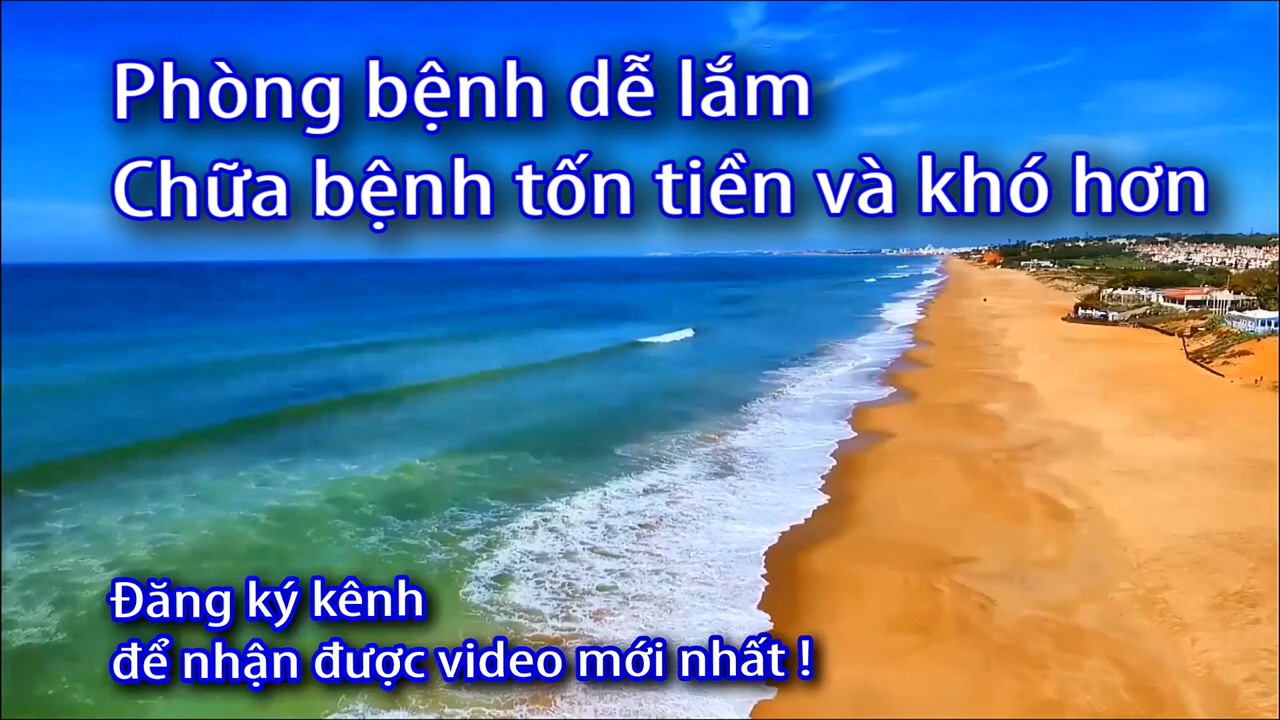 Phòng bệnh dễ lắm
Chữa bệnh tốn tiền và khó hơn
Đăng ký kênh
để nhận được video mới nhất !